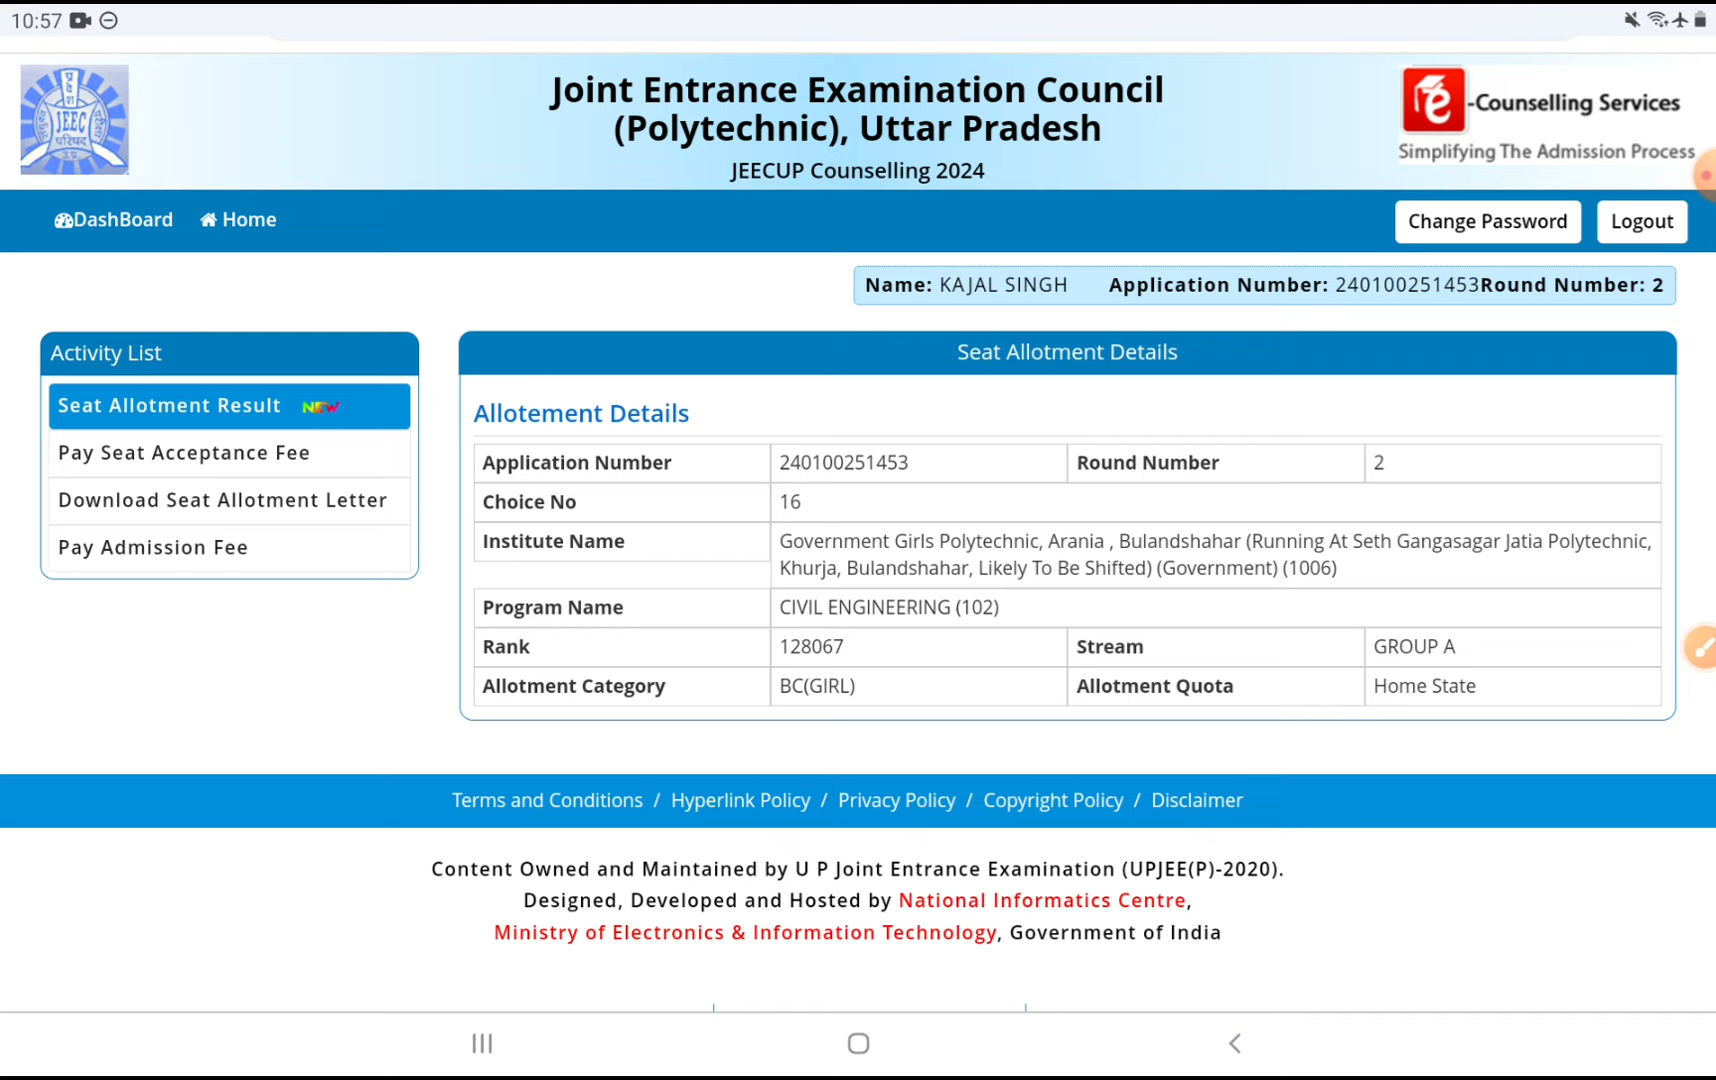 10:57
Joint Entrance Examination Council
(Polytechnic), Uttar Pradesh
JEECUP Counselling 2024
e-Counselling Services
Simplifying The Admission Process
JEEC
परिषद
DashBoard Home Change Password Logout
Name: KAJAL SINGH Application Number: 240100251453Round Number: 2
Activity List
Seat Allotment Result NEW
Pay Seat Acceptance Fee
Download Seat Allotment Letter
Pay Admission Fee
Seat Allotment Details
Allotement Details
Application Number 240100251453 Round Number 2
Choice No 16
Institute Name Government Girls Polytechnic, Arania , Bulandshahar (Running At Seth Gangasagar Jatia Polytechnic,
Khurja, Bulandshahar, Likely To Be Shifted) (Government) (1006)
Program Name CIVIL ENGINEERING (102)
Rank 128067 Stream GROUP A
Allotment Category BC(GIRL) Allotment Quota Home State
Terms and Conditions / Hyperlink Policy / Privacy Policy / Copyright Policy / Disclaimer
Content Owned and Maintained by U P Joint Entrance Examination (UPJEE(P)-2020).
Designed, Developed and Hosted by National Informatics Centre,
Ministry of Electronics & Information Technology, Government of India